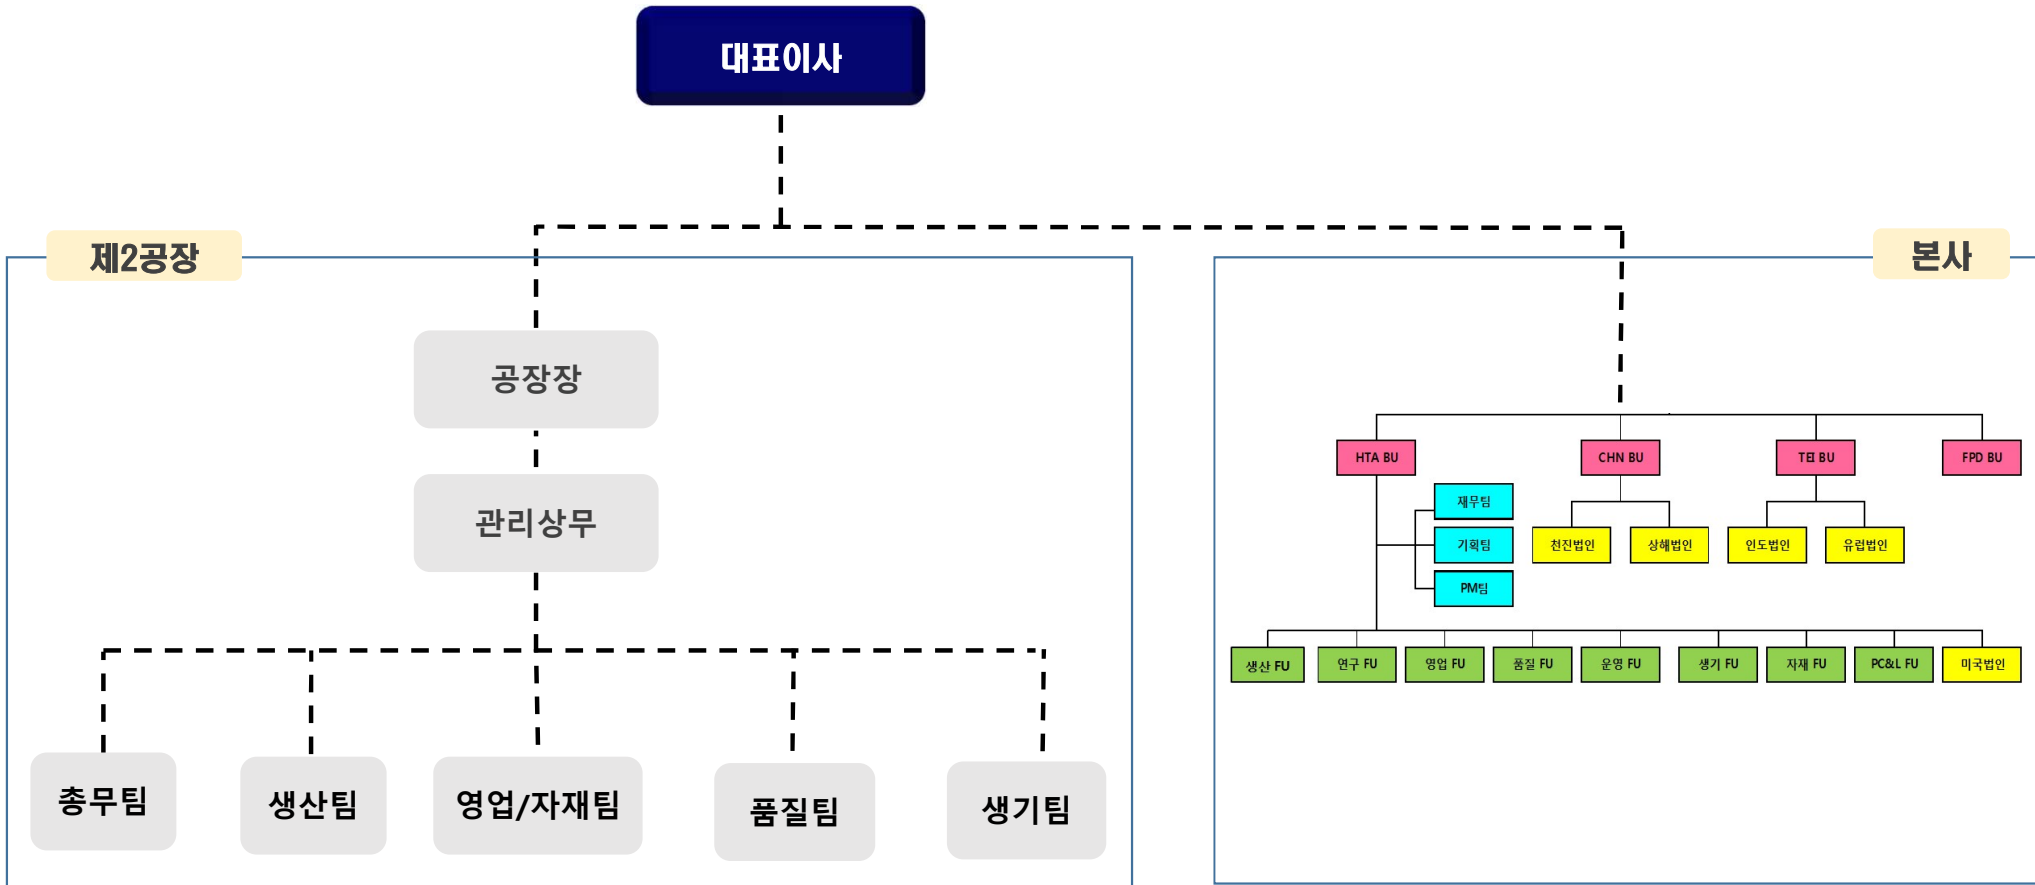 대표이사
제2공장
본사
공장장
관리상무
총무팀
생산팀
영업/자재팀
품질팀
생기팀
HTA BU
CHN BU
TEI BU
FPD BU
재무팀
기획팀
PM팀
천진법인
상해법인
인도법인
유럽법인
생산 FU
연구 FU
영업 FU
품질 FU
운영 FU
생기 FU
자재 FU
PC&L FU
미국법인